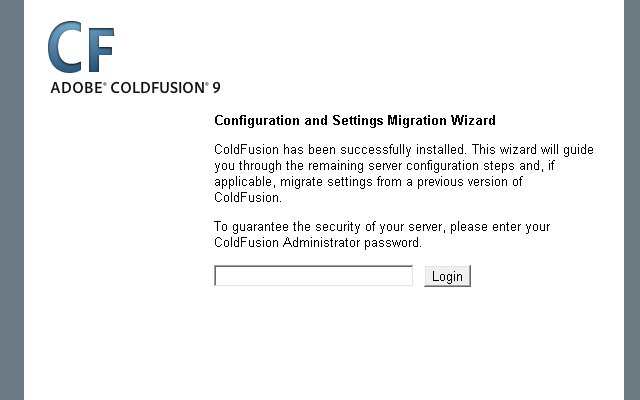 CF
ADOBE® COLDFUSION® 9
Configuration and Settings Migration Wizard
ColdFusion has been successfully installed. This wizard will guide
you through the remaining server configuration steps and, if
applicable, migrate settings from a previous version of
ColdFusion.
To guarantee the security of your server, please enter your
ColdFusion Administrator password.
Login